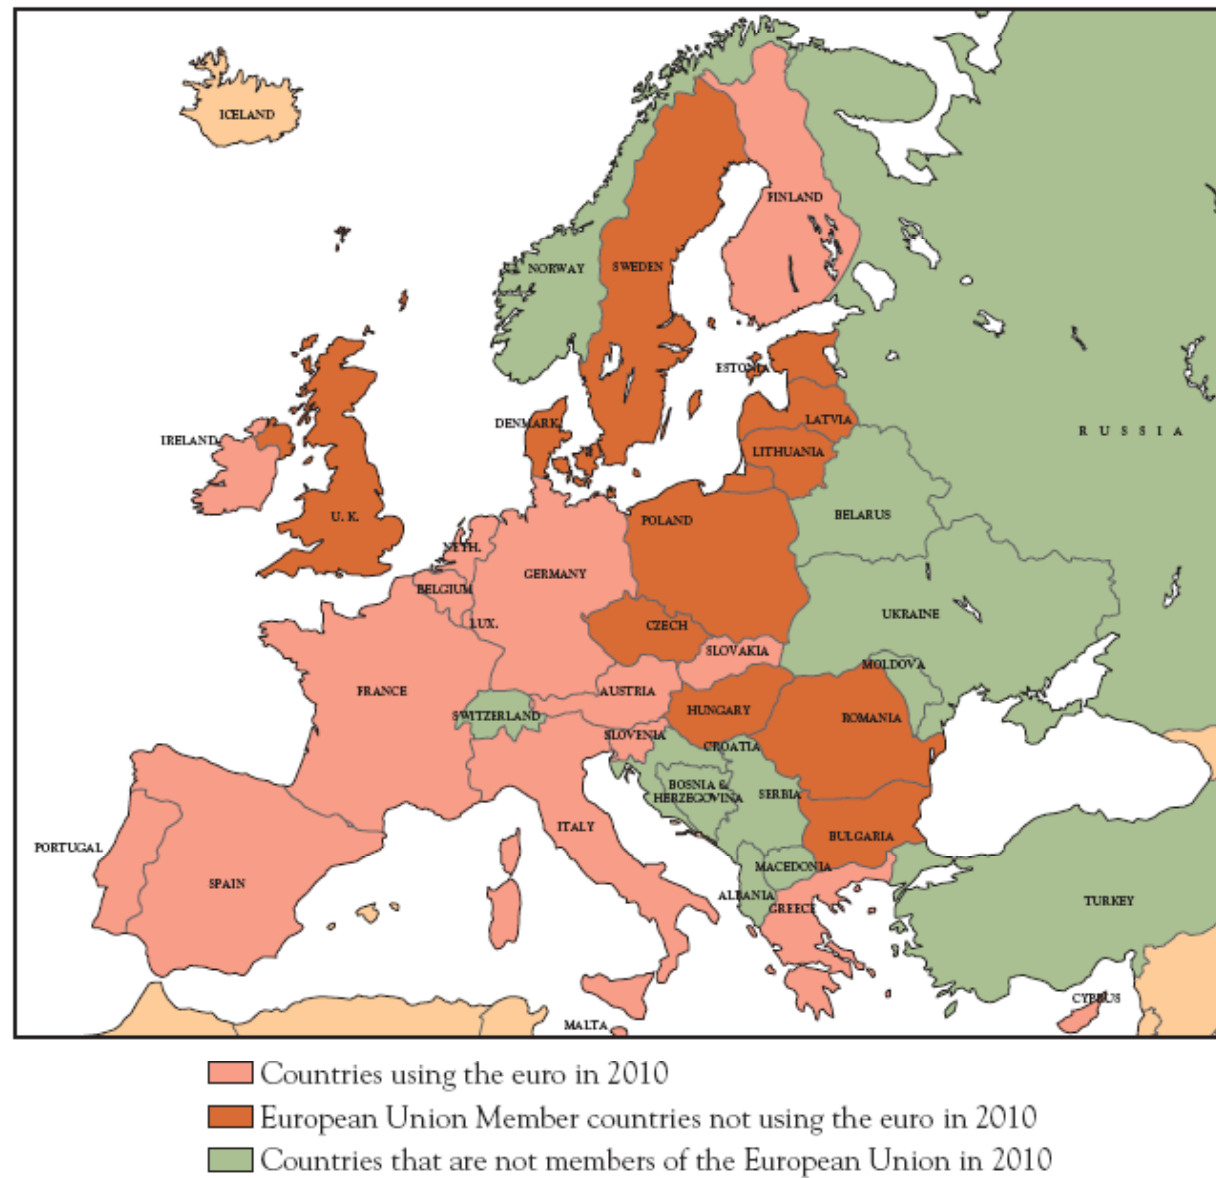 ICELAND
FINLAND
NORWAY
SWEDEN
ESTONIA
DENMARK
LATVIA
IRELAND
R U S S I A
LITHUANIA
U. K.
POLAND
BELARUS
NETH.
GERMANY
BELGIUM
UKRAINE
LUX.
CZECH
SLOVAKIA
MOLDOVA
FRANCE
AUSTRIA
SWITZERLAND
HUNGARY
ROMANIA
SLOVENIA
CROATIA
BOSNIA &
HERZEGOVINA
SERBIA
ITALY
BULGARIA
PORTUGAL
MACEDONIA
SPAIN
ALBANIA
TURKEY
GREECE
CYPRUS
MALTA
Countries using the euro in 2010
European Union Member countries not using the euro in 2010
Countries that are not members of the European Union in 2010